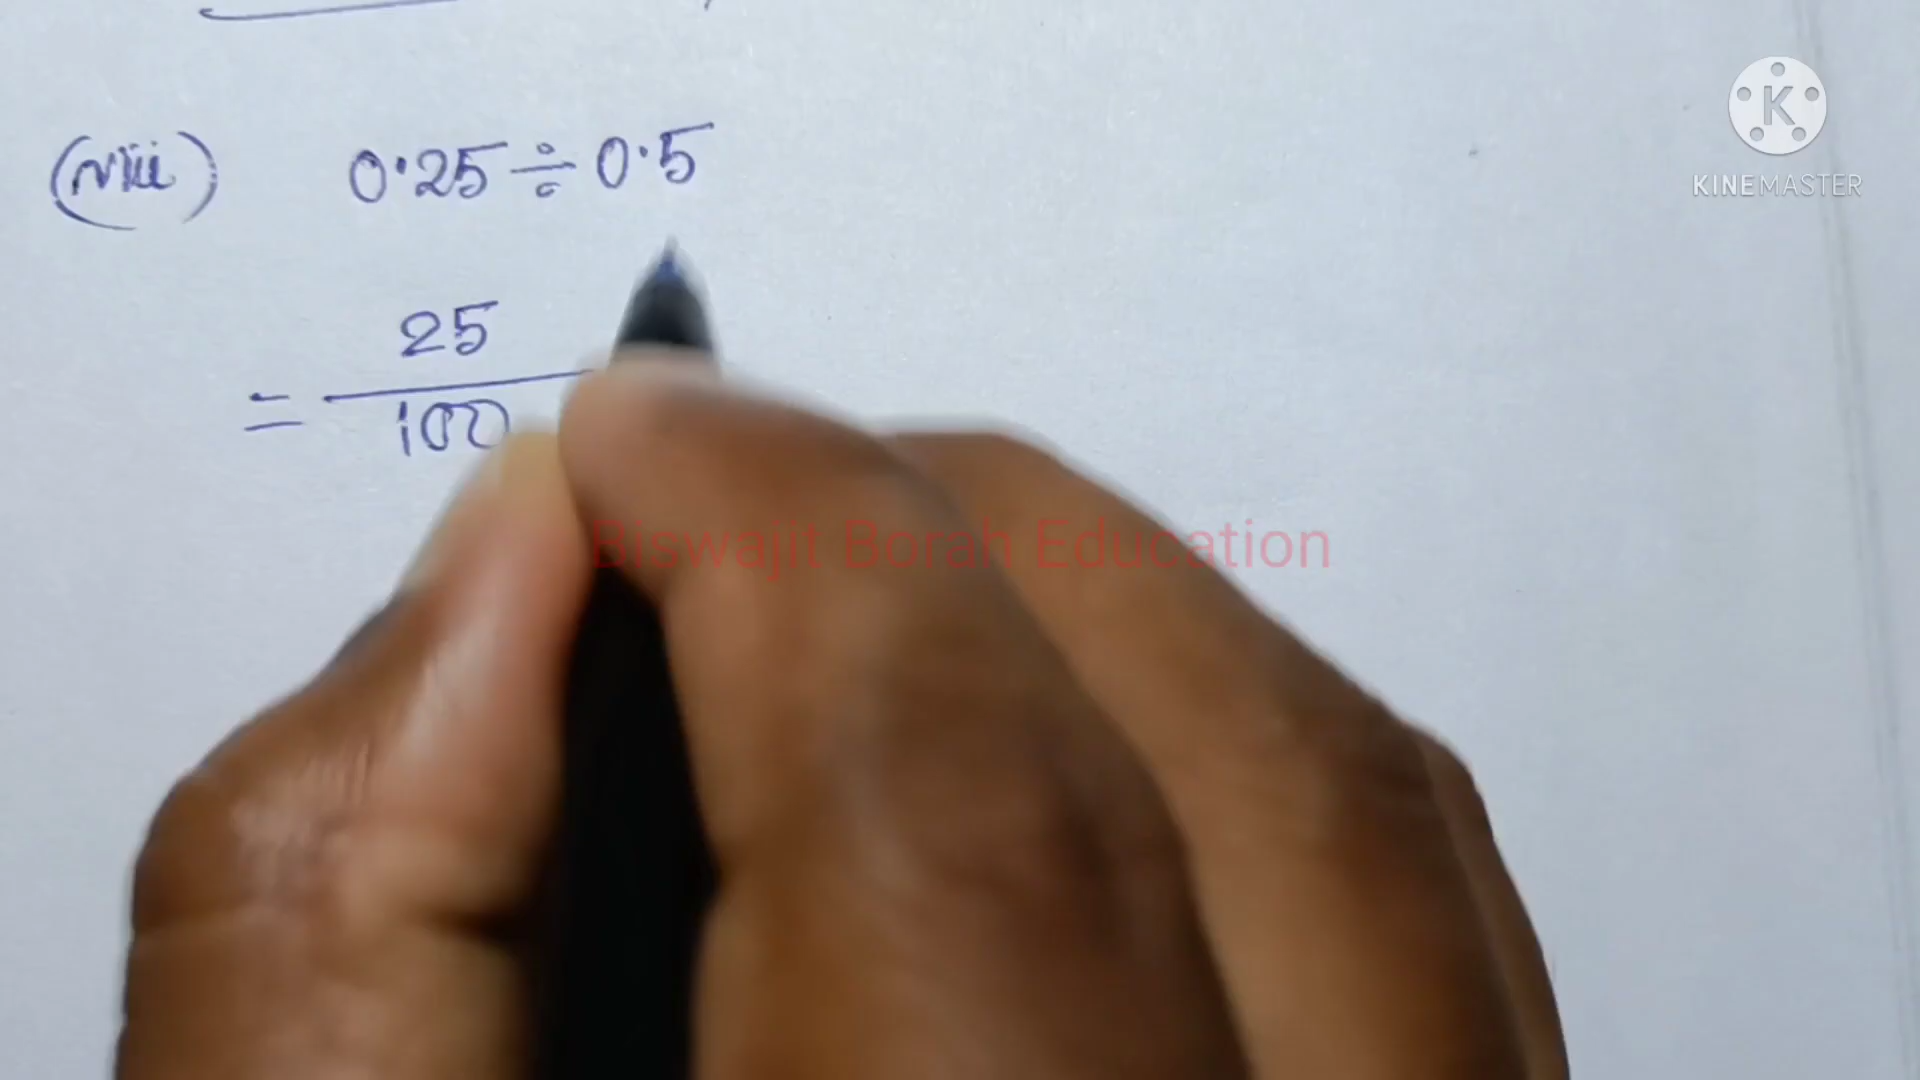 (viii) 0.25 ÷ 0.5
K
KINEMASTER
= 25
100
Biswajit Borah Education